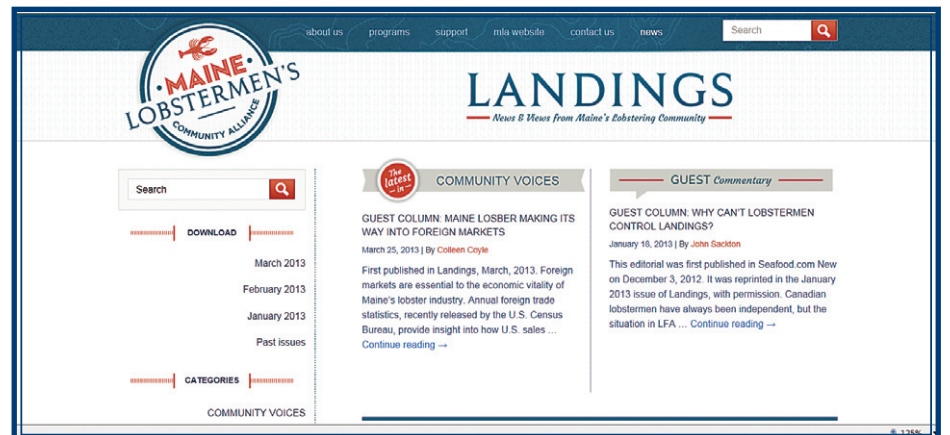 about us programs support mla website contact us news Search
MAINE
LOBSTERMEN'S
COMMUNITY ALLIANCE
LANDINGS
News & Views from Maine's Lobstering Community
Search
DOWNLOAD
March 2013
February 2013
January 2013
Past issues
CATEGORIES
COMMUNITY VOICES
The latest in
COMMUNITY VOICES
GUEST COLUMN: MAINE LOSBER MAKING ITS
WAY INTO FOREIGN MARKETS
March 25, 2013 | By Colleen Coyle
First published in Landings, March, 2013. Foreign
markets are essential to the economic vitality of
Maine's lobster industry. Annual foreign trade
statistics, recently released by the U.S. Census
Bureau, provide insight into how U.S. sales ...
Continue reading →
GUEST Commentary
GUEST COLUMN: WHY CAN'T LOBSTERMEN
CONTROL LANDINGS?
January 18, 2013 | By John Sackton
This editorial was first published in Seafood.com New
on December 3, 2012. It was reprinted in the January
2013 issue of Landings, with permission. Canadian
lobstermen have always been independent, but the
situation in LFA ... Continue reading →
125%